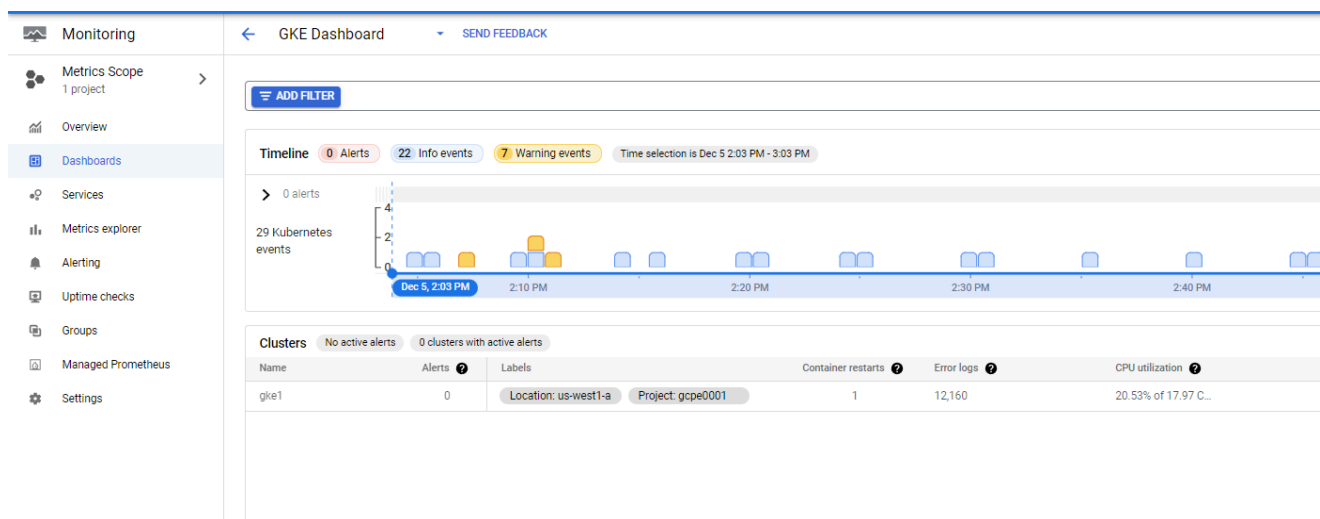 Monitoring
GKE Dashboard
SEND FEEDBACK
Metrics Scope
1 project
ADD FILTER
Overview
Dashboards
Services
Metrics explorer
Alerting
Uptime checks
Groups
Managed Prometheus
Settings
Timeline 0 Alerts 22 Info events 7 Warning events Time selection is Dec 5 2:03 PM - 3:03 PM
0 alerts
29 Kubernetes
events
4
2
0
Dec 5, 2:03 PM 2:10 PM 2:20 PM 2:30 PM 2:40 PM
Clusters No active alerts 0 clusters with active alerts
Name Alerts ? Labels Container restarts ? Error logs ? CPU utilization ?
gke1 0 Location: us-west1-a Project: gcpe0001 1 12,160 20.53% of 17.97 C...